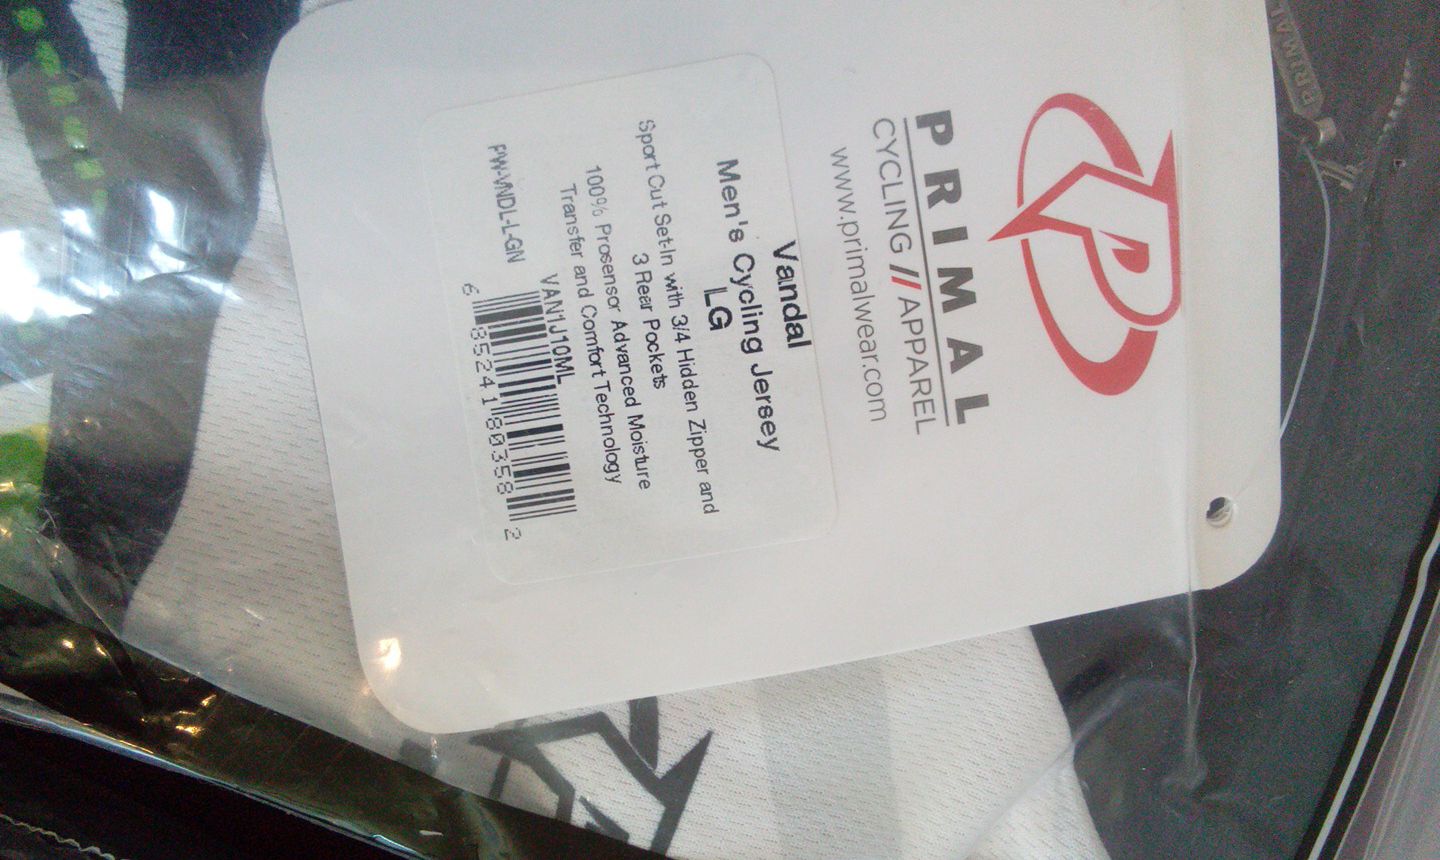 PRIMAL
CYCLING // APPAREL
www.primalwear.com
Vandal
Men's Cycling Jersey
LG
Sport Cut Set-In with 3/4 Hidden Zipper and
3 Rear Pockets
100% Prosensor Advanced Moisture
Transfer and Comfort Technology
VAN1J10ML
PW-VNDL-L-GN
6 85241 80358 2
PRIMAL